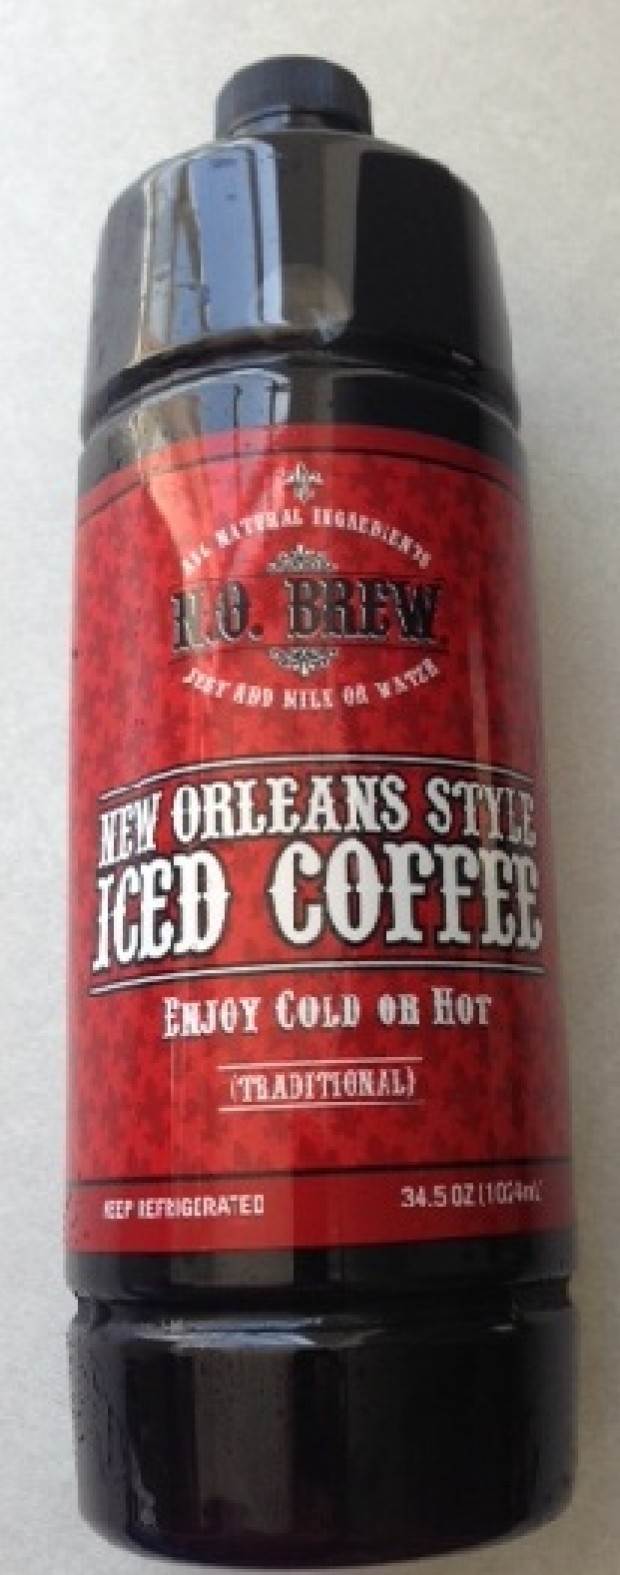 ALL NATURAL INGREDIENTS
N.O. BREW
JUST ADD MILK OR WATER
NEW ORLEANS STYLE
ICED COFFEE
ENJOY COLD OR HOT
(TRADITIONAL)
KEEP REFRIGERATED
34.5 OZ (1024mL